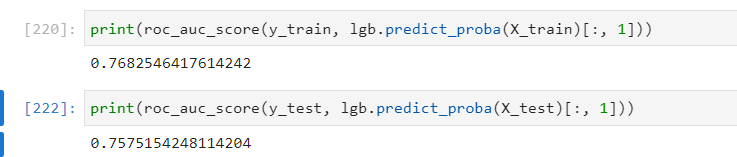 [220]: print(roc_auc_score(y_train, lgb.predict_proba(X_train)[:, 1]))
0.7682546417614242
[222]: print(roc_auc_score(y_test, lgb.predict_proba(X_test)[:, 1]))
0.7575154248114204